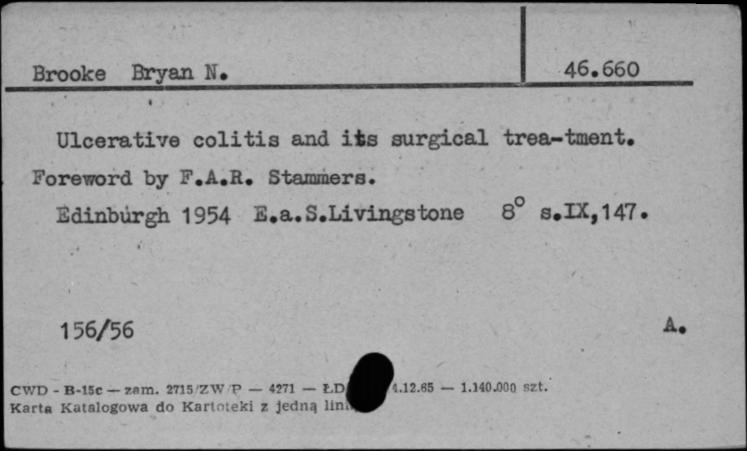 Brooke Bryan N. 46.660
Ulcerative colitis and its surgical trea-tment.
Foreword by F.A.R. Stammers.
Edinburgh 1954 E.a.S.Livingstone 8° s.IX,147.
156/56 A.
CWD - B-15c — zam. 2715/ZW/P — 4271 — .12.65 — 1.140.000 szt.
Karta Katalogowa do Kartoteki z jedną